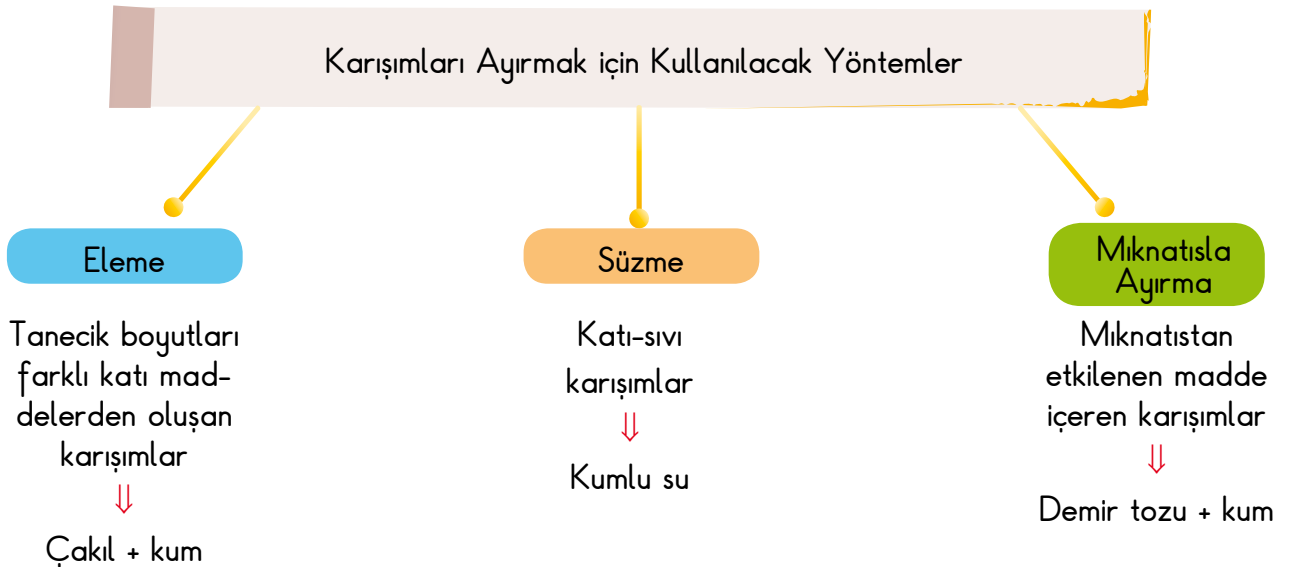 Karışımları Ayırmak için Kullanılacak Yöntemler
Eleme
Tanecik boyutları
farklı katı mad-
delerden oluşan
karışımlar
⇓
Çakıl + kum
Süzme
Katı-sıvı
karışımlar
⇓
Kumlu su
Mıknatısla
Ayırma
Mıknatıstan
etkilenen madde
içeren karışımlar
⇓
Demir tozu + kum